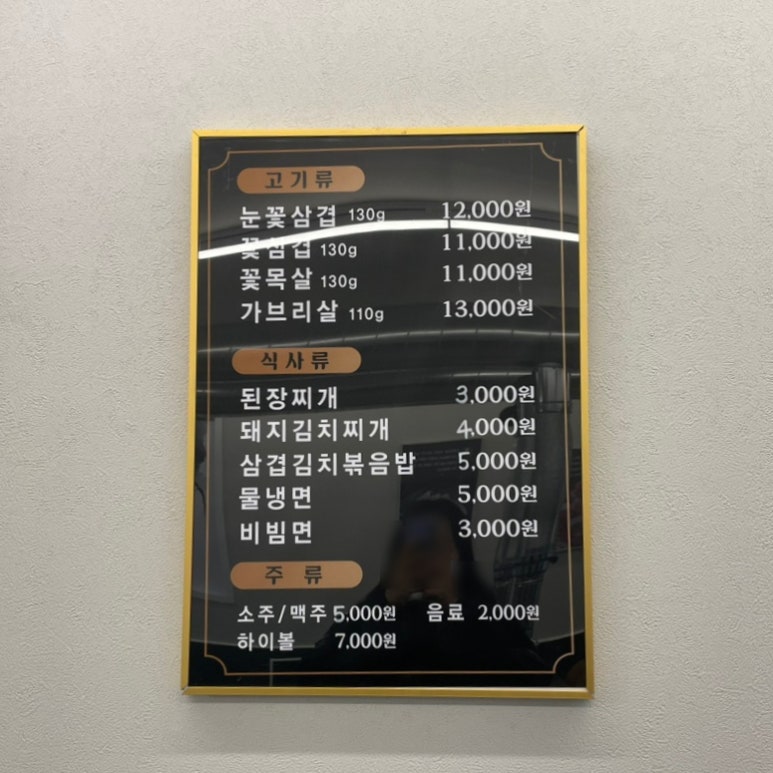 고기류
눈꽃삼겹 130g 12,000원
꽃삼겹 130g 11,000원
꽃목살 130g 11,000원
가브리살 110g 13,000원
식사류
된장찌개 3,000원
돼지김치찌개 4,000원
삼겹김치볶음밥 5,000원
물냉면 5,000원
비빔면 3,000원
주 류
소주/맥주 5,000원 음료 2,000원
하이볼 7,000원